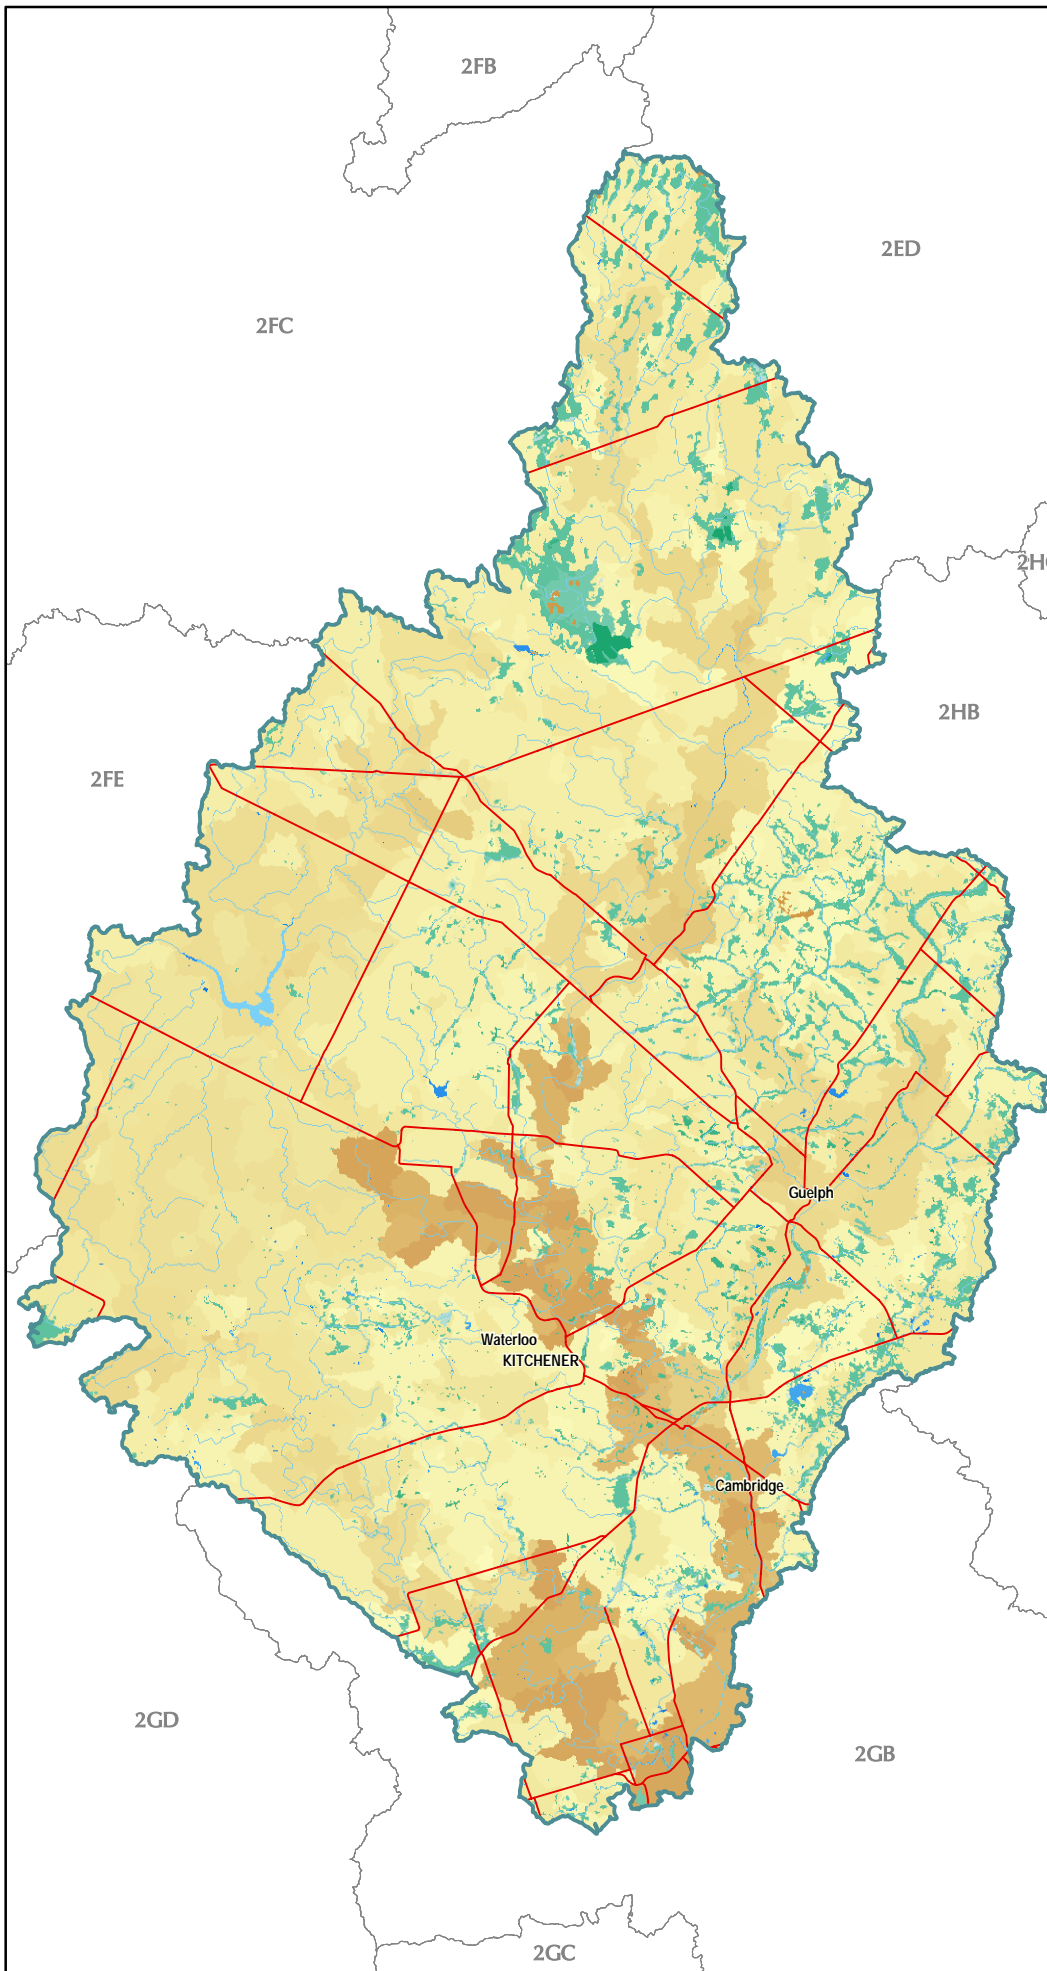 2FB
2ED
2FC
2H
2HB
2FE
Guelph
Waterloo
KITCHENER
Cambridge
2GD
2GB
2GC